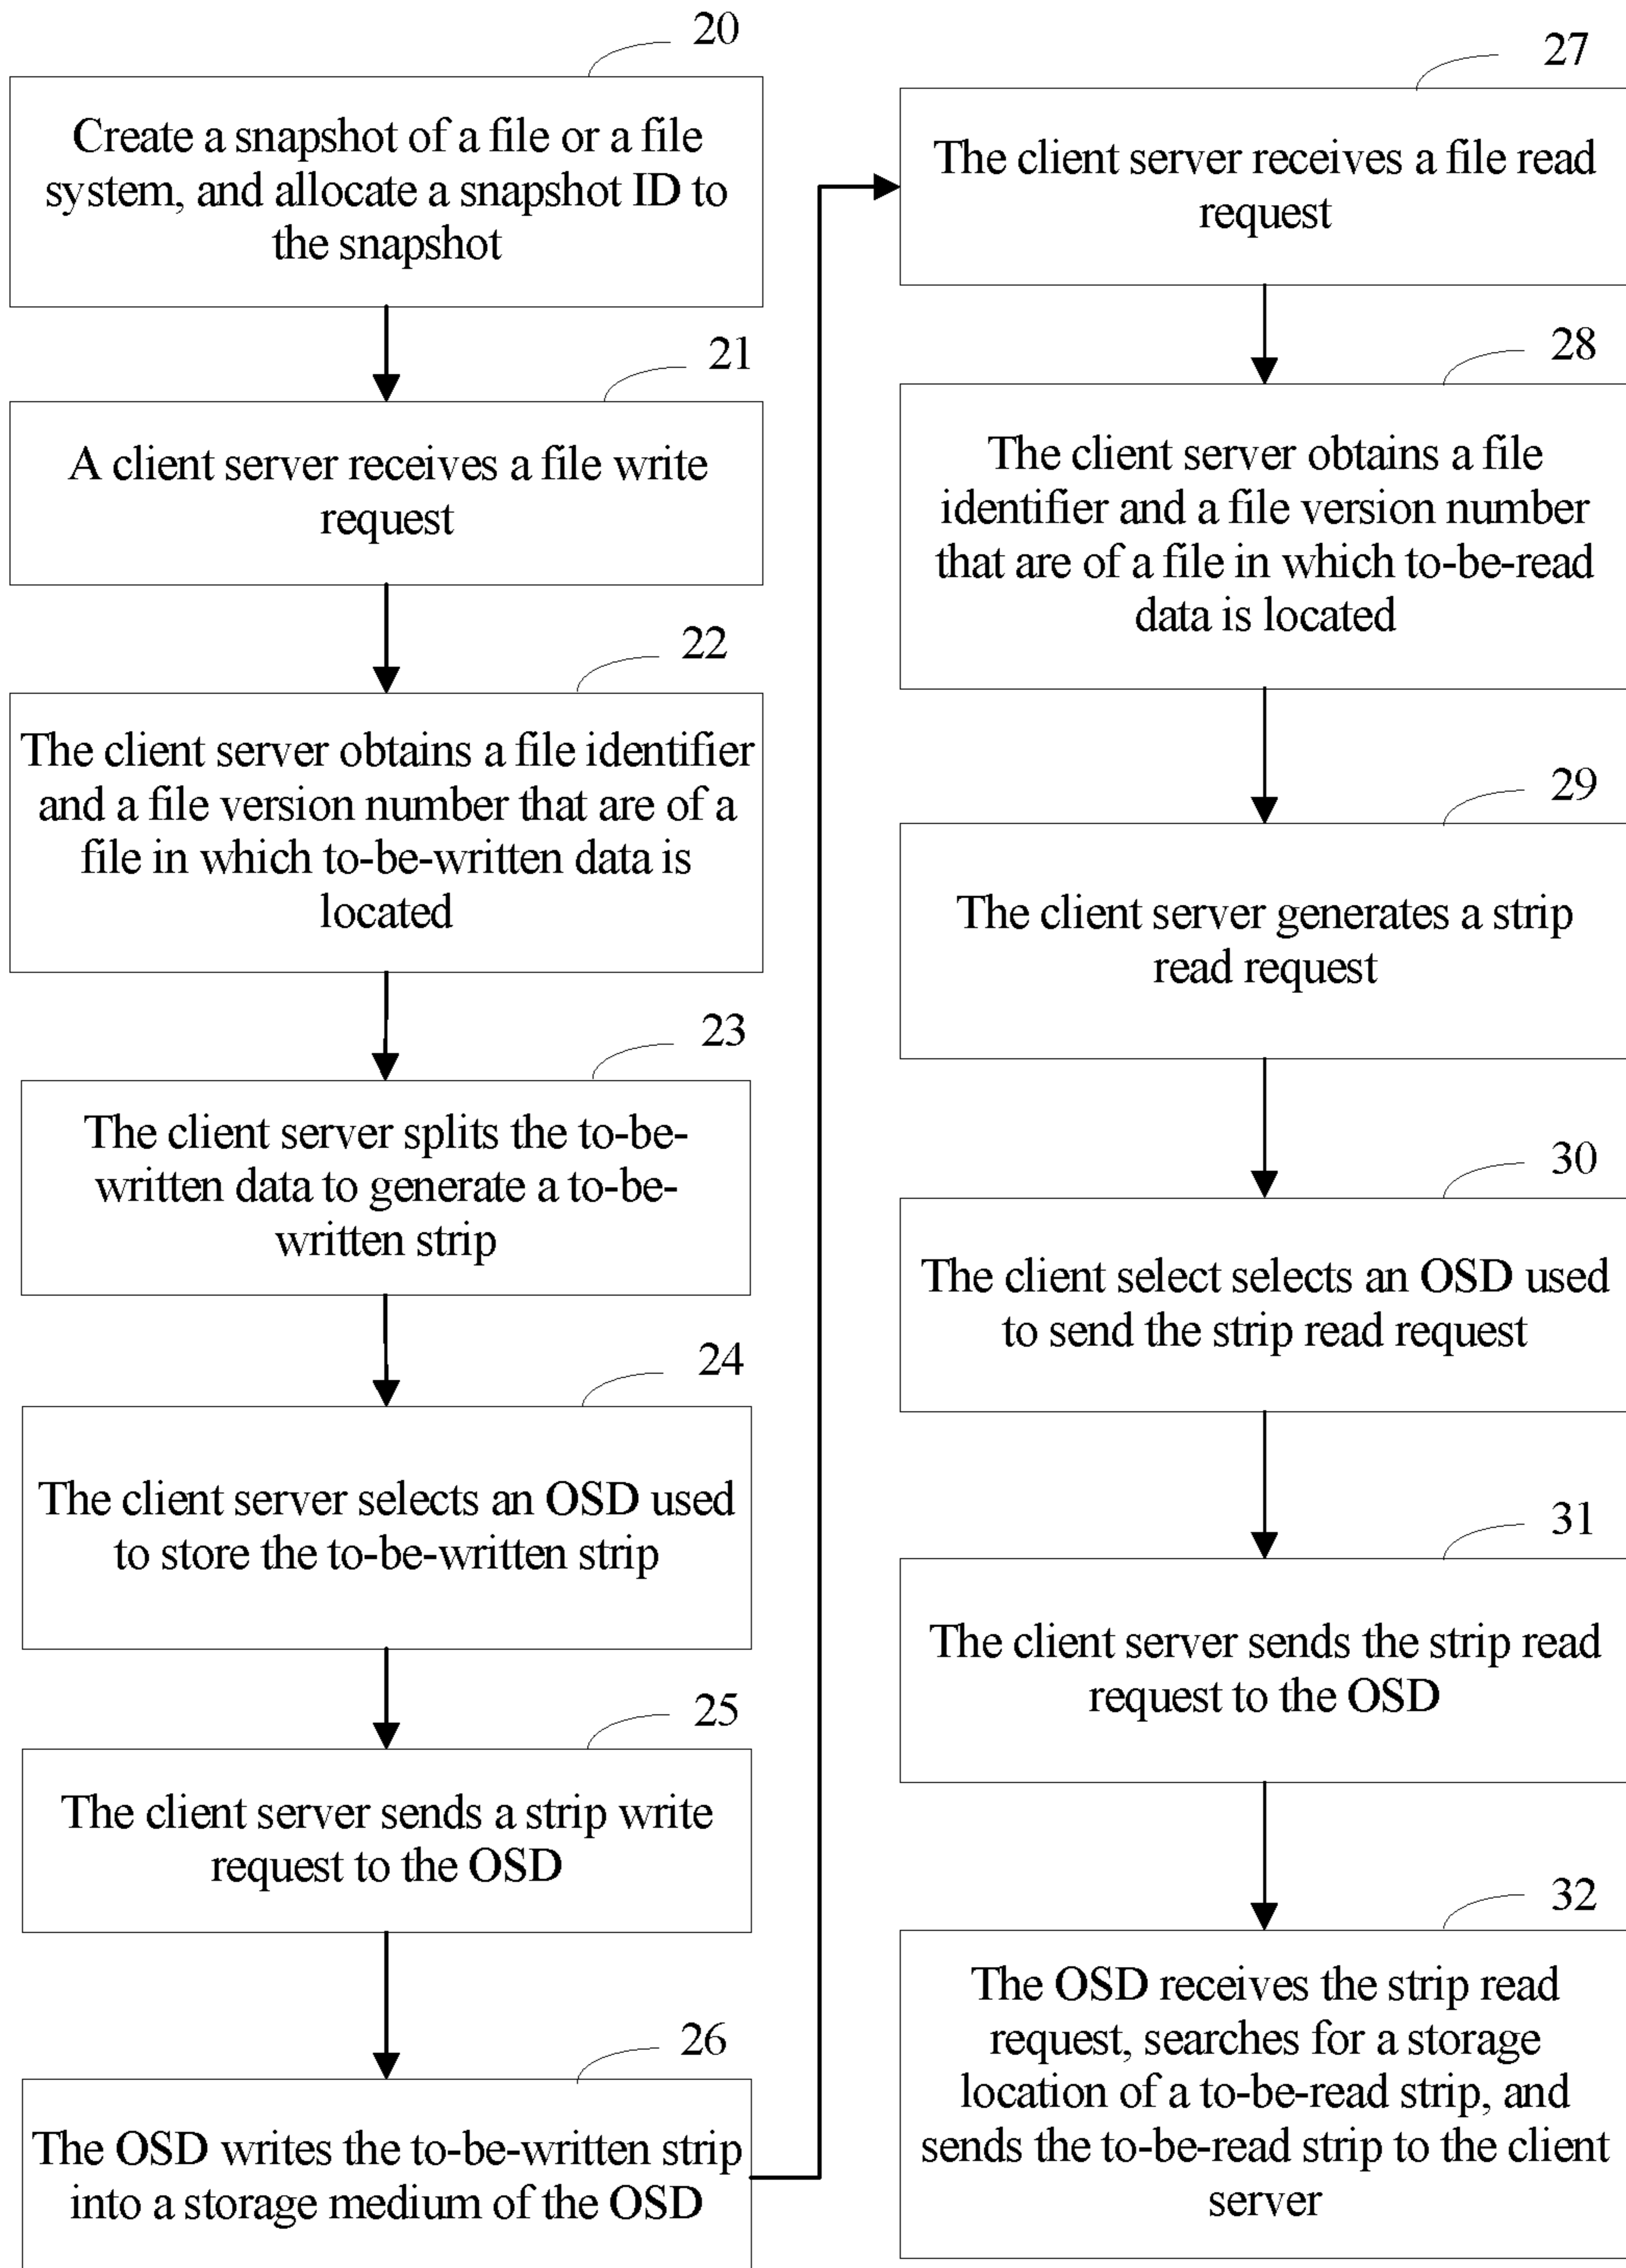 20
Create a snapshot of a file or a file
system, and allocate a snapshot ID to
the snapshot
21
A client server receives a file write
request
22
The client server obtains a file identifier
and a file version number that are of a
file in which to-be-written data is
located
23
The client server splits the to-be-
written data to generate a to-be-
written strip
24
The client server selects an OSD used
to store the to-be-written strip
25
The client server sends a strip write
request to the OSD
26
The OSD writes the to-be-written strip
into a storage medium of the OSD
27
The client server receives a file read
request
28
The client server obtains a file
identifier and a file version number
that are of a file in which to-be-read
data is located
29
The client server generates a strip
read request
30
The client select selects an OSD used
to send the strip read request
31
The client server sends the strip read
request to the OSD
32
The OSD receives the strip read
request, searches for a storage
location of a to-be-read strip, and
sends the to-be-read strip to the client
server